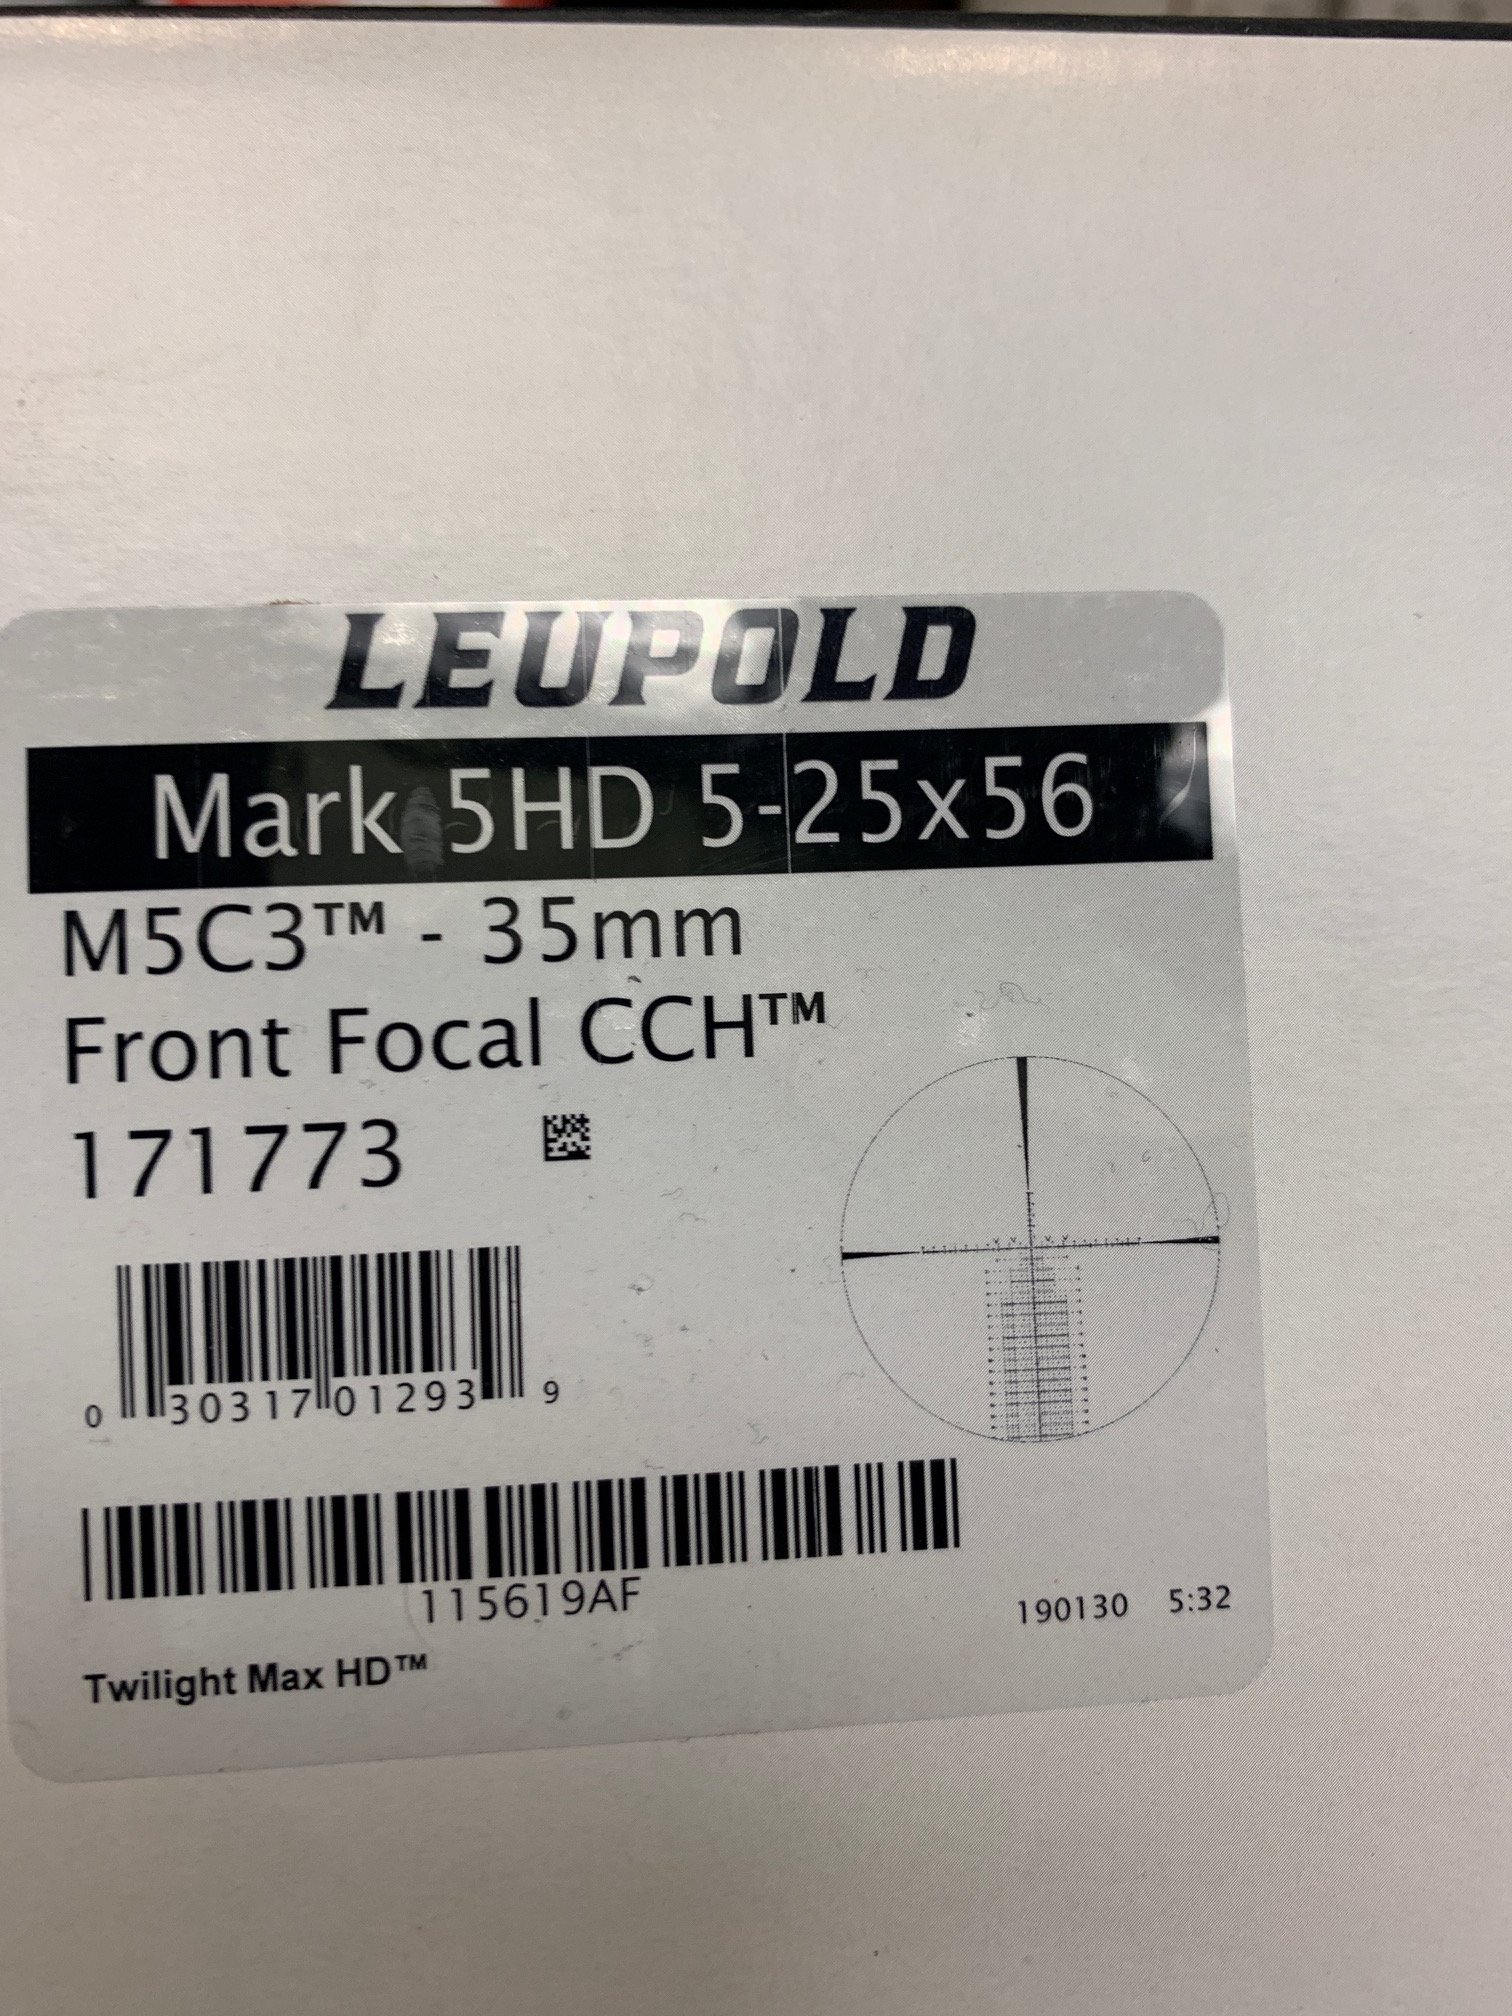 LEUPOLD
Mark 5HD 5-25x56
M5C3™ - 35mm
Front Focal CCH™
171773
0 30317 01293 9
115619AF
190130 5:32
Twilight Max HD™